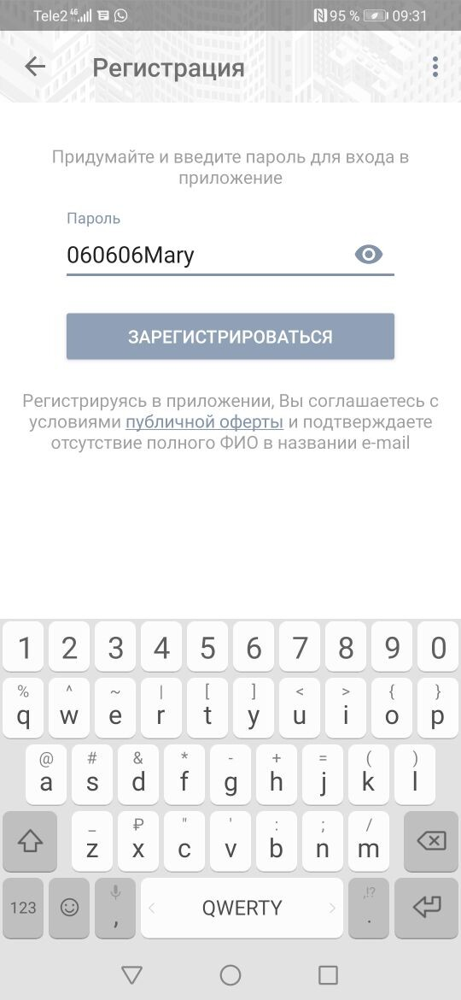 Tele2 4G 95 % 09:31
Регистрация
Придумайте и введите пароль для входа в
приложение
Пароль
060606Mary
ЗАРЕГИСТРИРОВАТЬСЯ
Регистрируясь в приложении, Вы соглашаетесь с
условиями публичной оферты и подтверждаете
отсутствие полного ФИО в названии e-mail
1 2 3 4 5 6 7 8 9 0
% ^ ~ | [ ] < > { }
q w e r t y u i o p
@ # & * - + = ( )
a s d f g h j k l
_ ₽ " ' : ; /
z x c v b n m
,!?
123 , QWERTY .